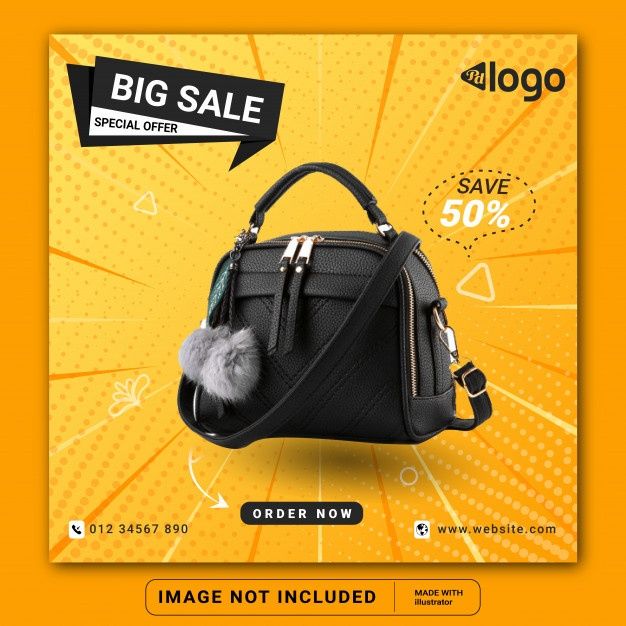 BIG SALE
SPECIAL OFFER
Pd logo
SAVE
50%
ORDER NOW
012 34567 890
www.website.com
IMAGE NOT INCLUDED
MADE WITH
illustrator